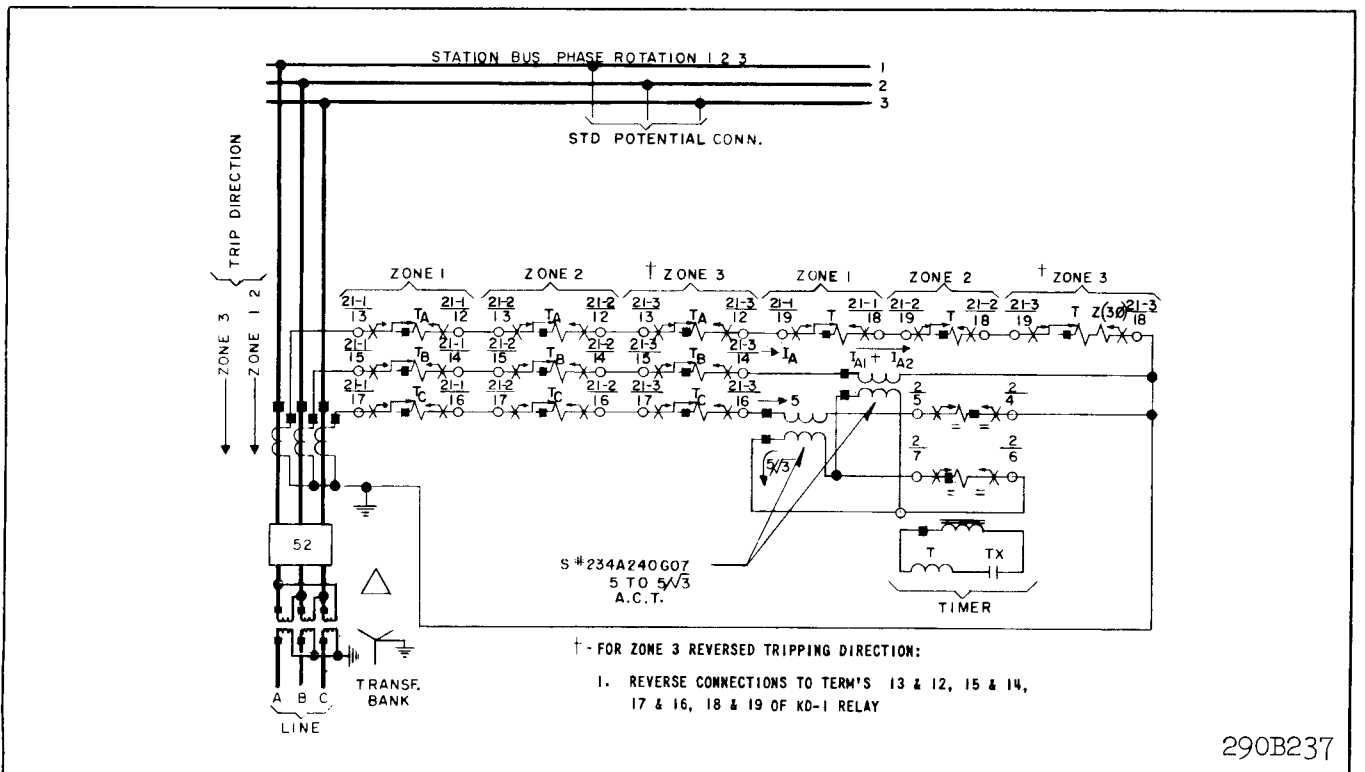 STATION BUS PHASE ROTATION 1 2 3
1
2
3
STD POTENTIAL CONN.
TRIP DIRECTION
ZONE 3
ZONE 1 2
ZONE 1
ZONE 2
† ZONE 3
ZONE 1
ZONE 2
† ZONE 3
21-1 13
TA
21-1 12
21-2 13
TA
21-2 12
21-3 13
TA
21-3 12
21-1 19
T
21-1 18
21-2 19
T
21-2 18
21-3 19
T
Z(3Ø)
21-3 18
21-1 15
TB
21-1 14
21-2 15
TB
21-2 14
21-3 15
TB
21-3 14
IA
IA1 + IA2
21-1 17
TC
21-1 16
21-2 17
TC
21-2 16
21-3 17
TC
21-3 16
5
2 5
2 4
5/√3
2 7
2 6
52
S#234A240G07
5 TO 5/√3
A.C.T.
T
TX
TIMER
TRANSF.
BANK
A B C
LINE
† - FOR ZONE 3 REVERSED TRIPPING DIRECTION:
1. REVERSE CONNECTIONS TO TERM'S 13 & 12, 15 & 14,
17 & 16, 18 & 19 OF KD-1 RELAY
290B237